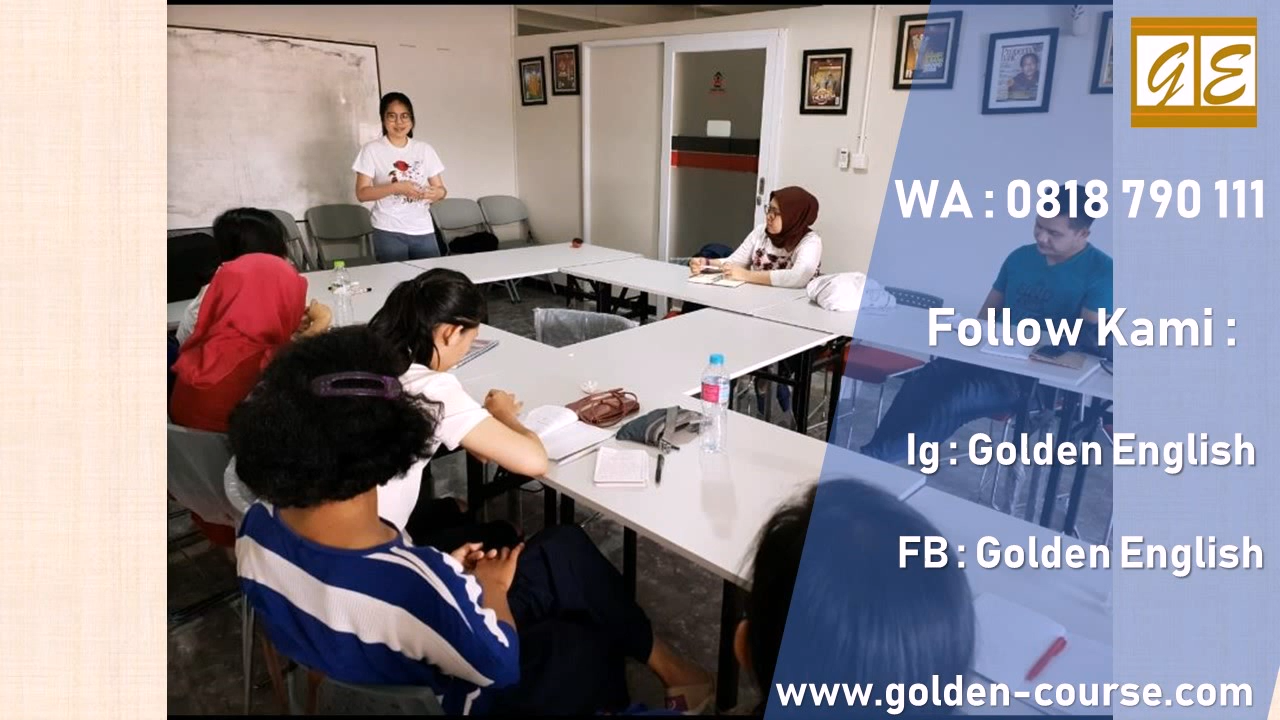 GE
WA : 0818 790 111
Follow Kami :
Ig : Golden English
FB : Golden English
www.golden-course.com